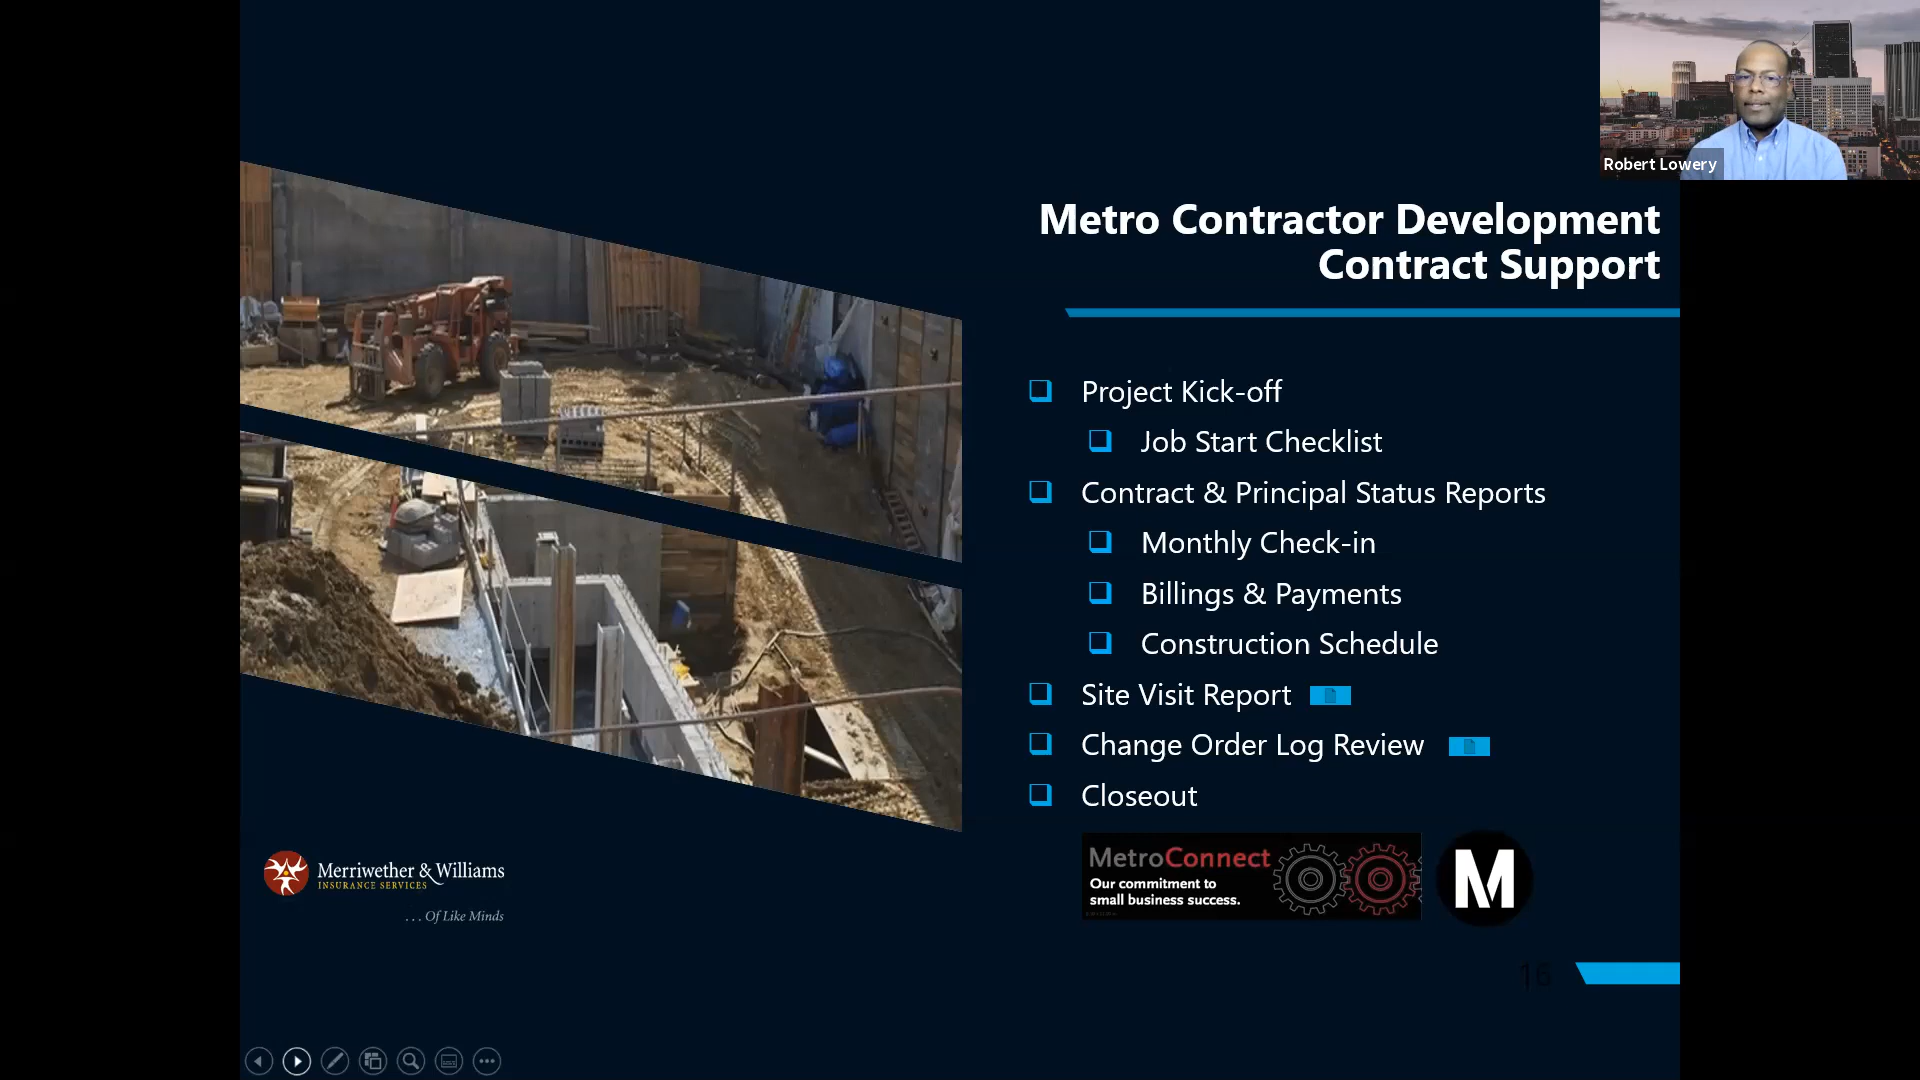 Robert Lowery
Metro Contractor Development
Contract Support
Project Kick-off
Job Start Checklist
Contract & Principal Status Reports
Monthly Check-in
Billings & Payments
Construction Schedule
Site Visit Report
Change Order Log Review
Closeout
Merriwether & Williams
INSURANCE SERVICES
... Of Like Minds
MetroConnect
Our commitment to
small business success.
M
16